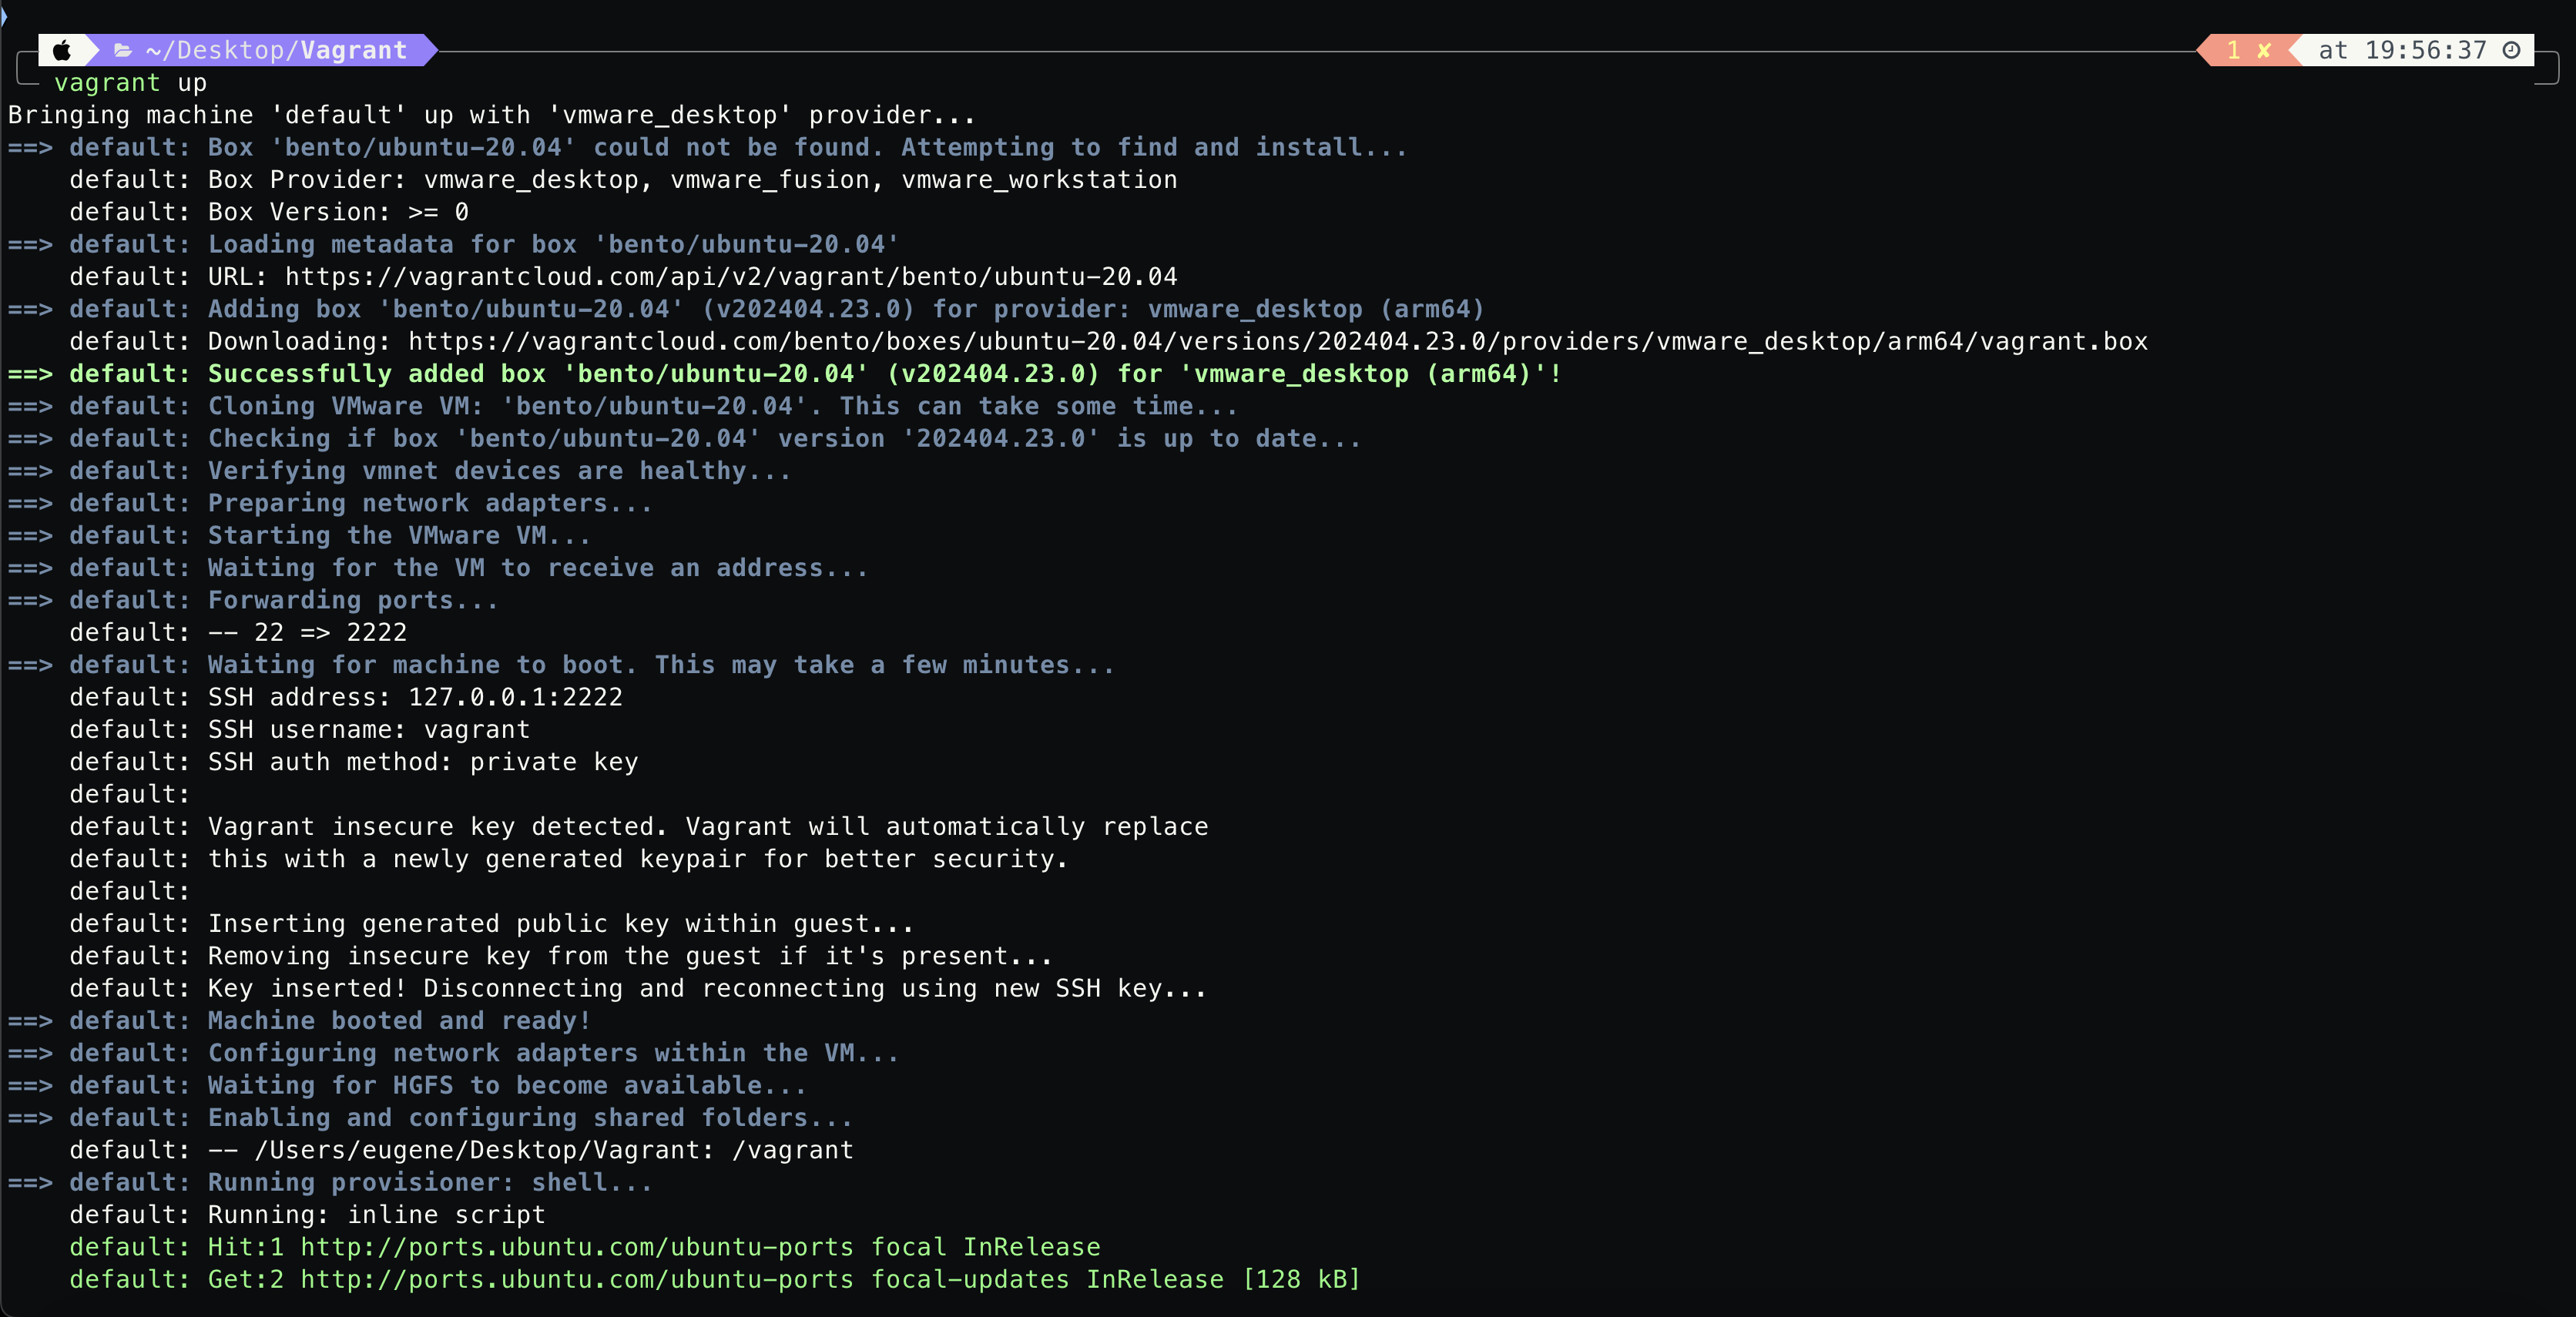 ~/Desktop/Vagrant 1 ✘ at 19:56:37
vagrant up
Bringing machine 'default' up with 'vmware_desktop' provider...
==> default: Box 'bento/ubuntu-20.04' could not be found. Attempting to find and install...
    default: Box Provider: vmware_desktop, vmware_fusion, vmware_workstation
    default: Box Version: >= 0
==> default: Loading metadata for box 'bento/ubuntu-20.04'
    default: URL: https://vagrantcloud.com/api/v2/vagrant/bento/ubuntu-20.04
==> default: Adding box 'bento/ubuntu-20.04' (v202404.23.0) for provider: vmware_desktop (arm64)
    default: Downloading: https://vagrantcloud.com/bento/boxes/ubuntu-20.04/versions/202404.23.0/providers/vmware_desktop/arm64/vagrant.box
==> default: Successfully added box 'bento/ubuntu-20.04' (v202404.23.0) for 'vmware_desktop (arm64)'!
==> default: Cloning VMware VM: 'bento/ubuntu-20.04'. This can take some time...
==> default: Checking if box 'bento/ubuntu-20.04' version '202404.23.0' is up to date...
==> default: Verifying vmnet devices are healthy...
==> default: Preparing network adapters...
==> default: Starting the VMware VM...
==> default: Waiting for the VM to receive an address...
==> default: Forwarding ports...
    default: -- 22 => 2222
==> default: Waiting for machine to boot. This may take a few minutes...
    default: SSH address: 127.0.0.1:2222
    default: SSH username: vagrant
    default: SSH auth method: private key
    default:
    default: Vagrant insecure key detected. Vagrant will automatically replace
    default: this with a newly generated keypair for better security.
    default:
    default: Inserting generated public key within guest...
    default: Removing insecure key from the guest if it's present...
    default: Key inserted! Disconnecting and reconnecting using new SSH key...
==> default: Machine booted and ready!
==> default: Configuring network adapters within the VM...
==> default: Waiting for HGFS to become available...
==> default: Enabling and configuring shared folders...
    default: -- /Users/eugene/Desktop/Vagrant: /vagrant
==> default: Running provisioner: shell...
    default: Running: inline script
    default: Hit:1 http://ports.ubuntu.com/ubuntu-ports focal InRelease
    default: Get:2 http://ports.ubuntu.com/ubuntu-ports focal-updates InRelease [128 kB]